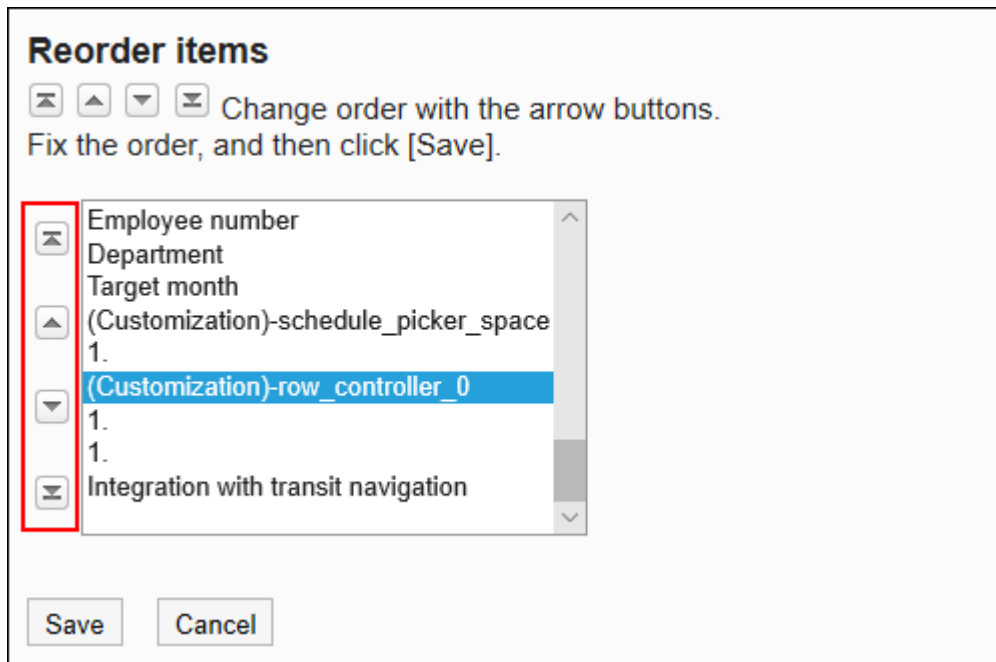 Reorder items
Change order with the arrow buttons.
Fix the order, and then click [Save].
Employee number
Department
Target month
(Customization)-schedule_picker_space
1.
(Customization)-row_controller_0
1.
1.
Integration with transit navigation
Save
Cancel